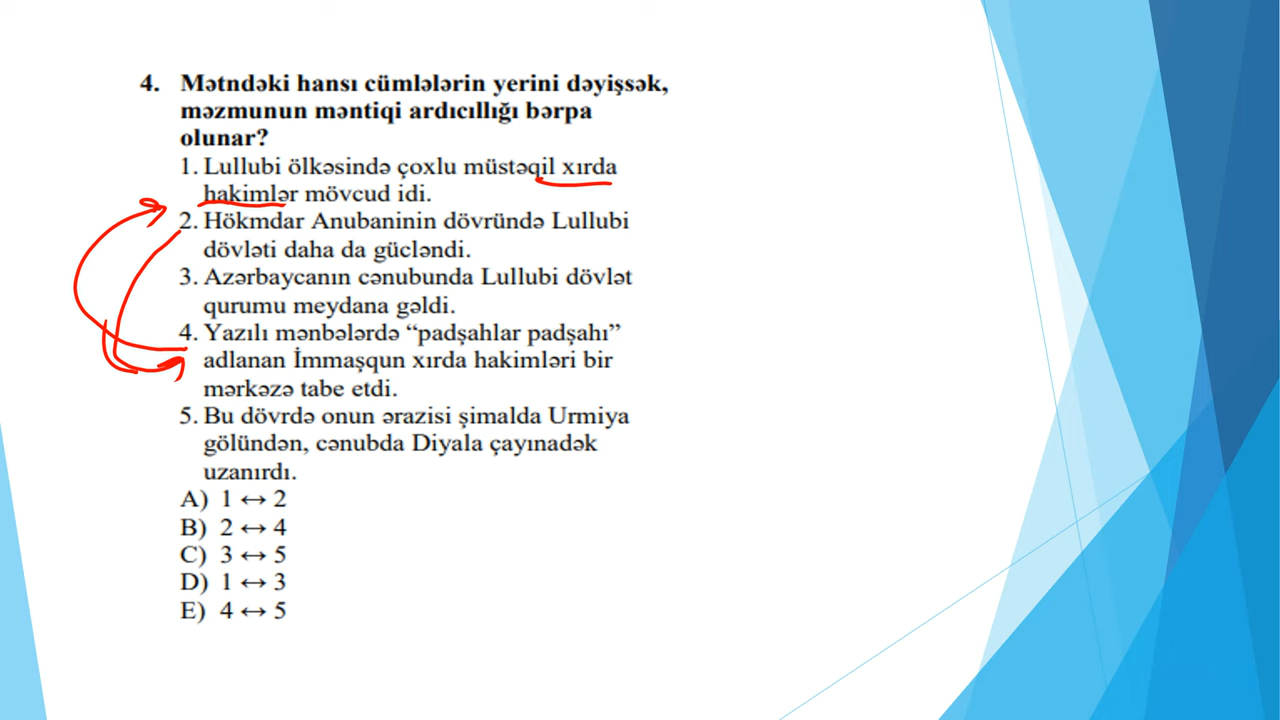 4. Mətndəki hansı cümlələrin yerini dəyişsək,
məzmunun məntiqi ardıcıllığı bərpa
olunar?
1. Lullubi ölkəsində çoxlu müstəqil xırda
hakimlər mövcud idi.
2. Hökmdar Anubaninin dövründə Lullubi
dövləti daha da gücləndi.
3. Azərbaycanın cənubunda Lullubi dövlət
qurumu meydana gəldi.
4. Yazılı mənbələrdə “padşahlar padşahı”
adlanan İmmaşqun xırda hakimləri bir
mərkəzə tabe etdi.
5. Bu dövrdə onun ərazisi şimalda Urmiya
gölündən, cənubda Diyala çayınadək
uzanırdı.
A) 1 ↔ 2
B) 2 ↔ 4
C) 3 ↔ 5
D) 1 ↔ 3
E) 4 ↔ 5